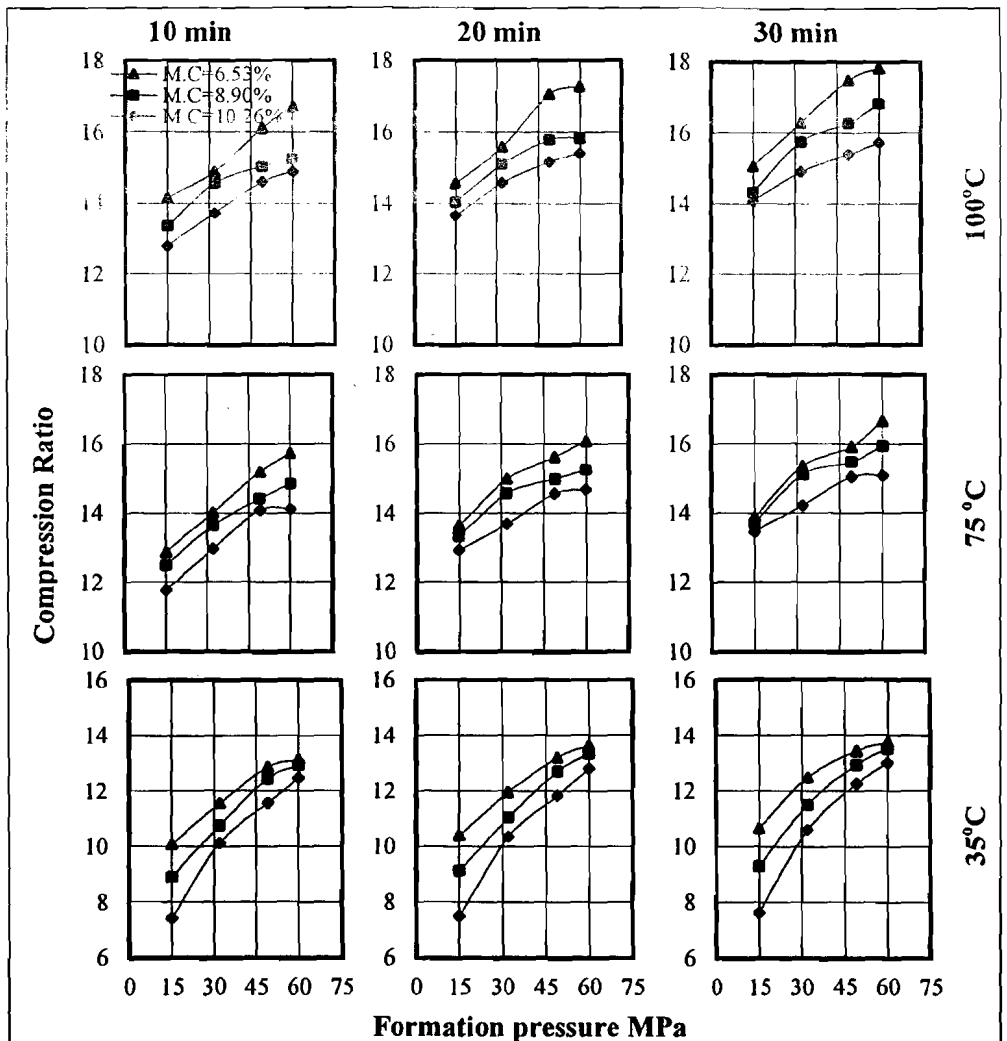 10 min 20 min 30 min
18 18 18
M.C=6.53%
M.C=8.90%
M.C=10.26%
16 16 16
14 14 14
12 12 12
10 10 10
100°C
18 18 18
16 16 16
14 14 14
12 12 12
10 10 10
75 °C
Compression Ratio
16 16 16
14 14 14
12 12 12
10 10 10
8 8 8
6 6 6
35°C
0 15 30 45 60 75 0 15 30 45 60 75 0 15 30 45 60 75
Formation pressure MPa